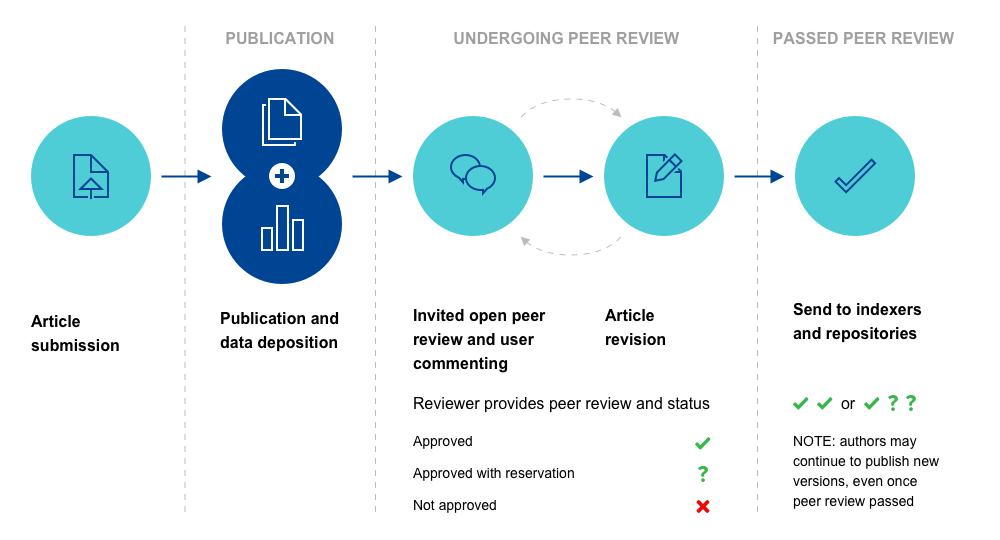 PUBLICATION
UNDERGOING PEER REVIEW
PASSED PEER REVIEW
Article
submission
Publication and
data deposition
Invited open peer
review and user
commenting
Article
revision
Send to indexers
and repositories
Reviewer provides peer review and status
Approved
Approved with reservation
Not approved
✓ ✓ or ✓ ? ?
NOTE: authors may
continue to publish new
versions, even once
peer review passed